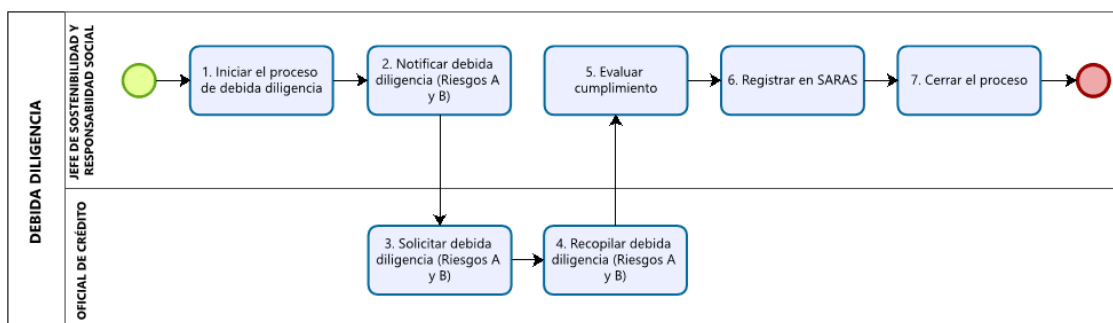 DEBIDA DILIGENCIA
JEFE DE SOSTENIBILIDAD Y
RESPONSABIIDAD SOCIAL
1. Iniciar el proceso
de debida diligencia
2. Notificar debida
diligencia (Riesgos A
y B)
5. Evaluar
cumplimiento
6. Registrar en SARAS
7. Cerrar el proceso
OFICIAL DE CRÉDITO
3. Solicitar debida
diligencia (Riesgos A
y B)
4. Recopilar debida
diligencia (Riesgos A
y B)